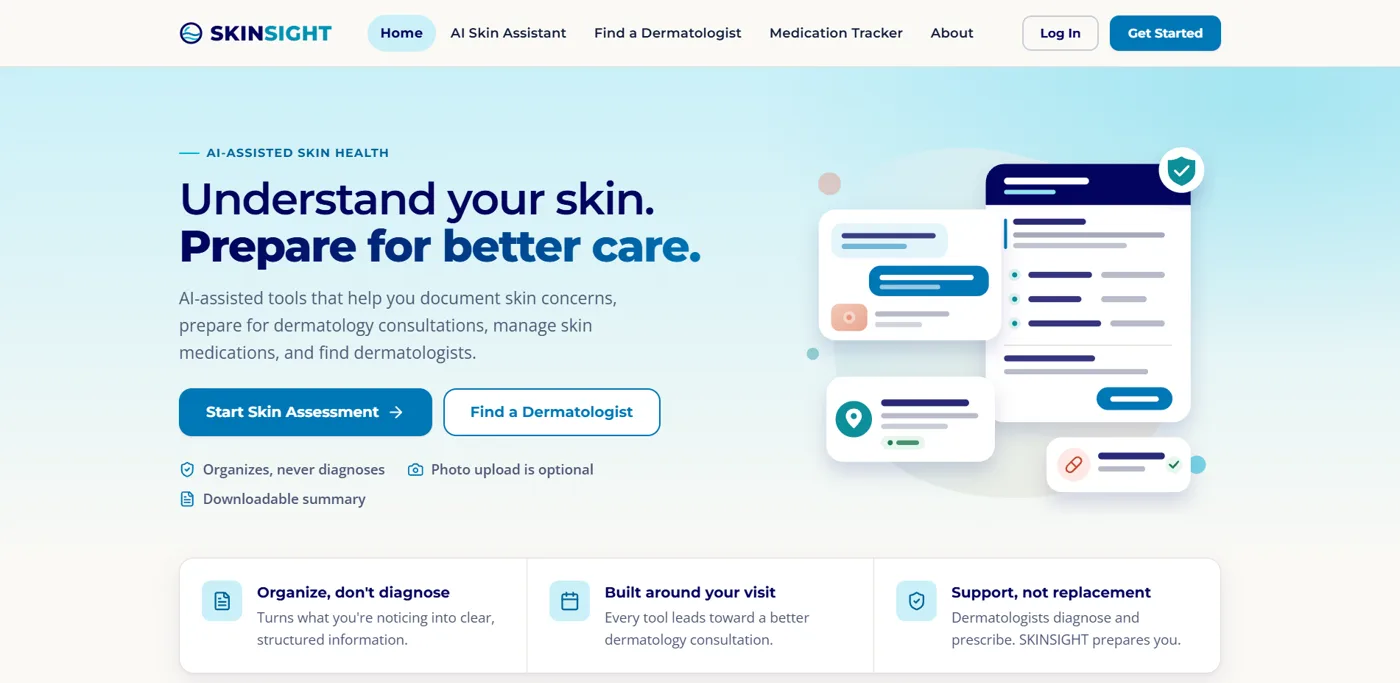 SKINSIGHT
Home
AI Skin Assistant
Find a Dermatologist
Medication Tracker
About
Log In
Get Started
AI-ASSISTED SKIN HEALTH
Understand your skin.
Prepare for better care.
AI-assisted tools that help you document skin concerns,
prepare for dermatology consultations, manage skin
medications, and find dermatologists.
Start Skin Assessment
Find a Dermatologist
Organizes, never diagnoses
Photo upload is optional
Downloadable summary
Organize, don't diagnose
Turns what you're noticing into clear,
structured information.
Built around your visit
Every tool leads toward a better
dermatology consultation.
Support, not replacement
Dermatologists diagnose and
prescribe. SKINSIGHT prepares you.